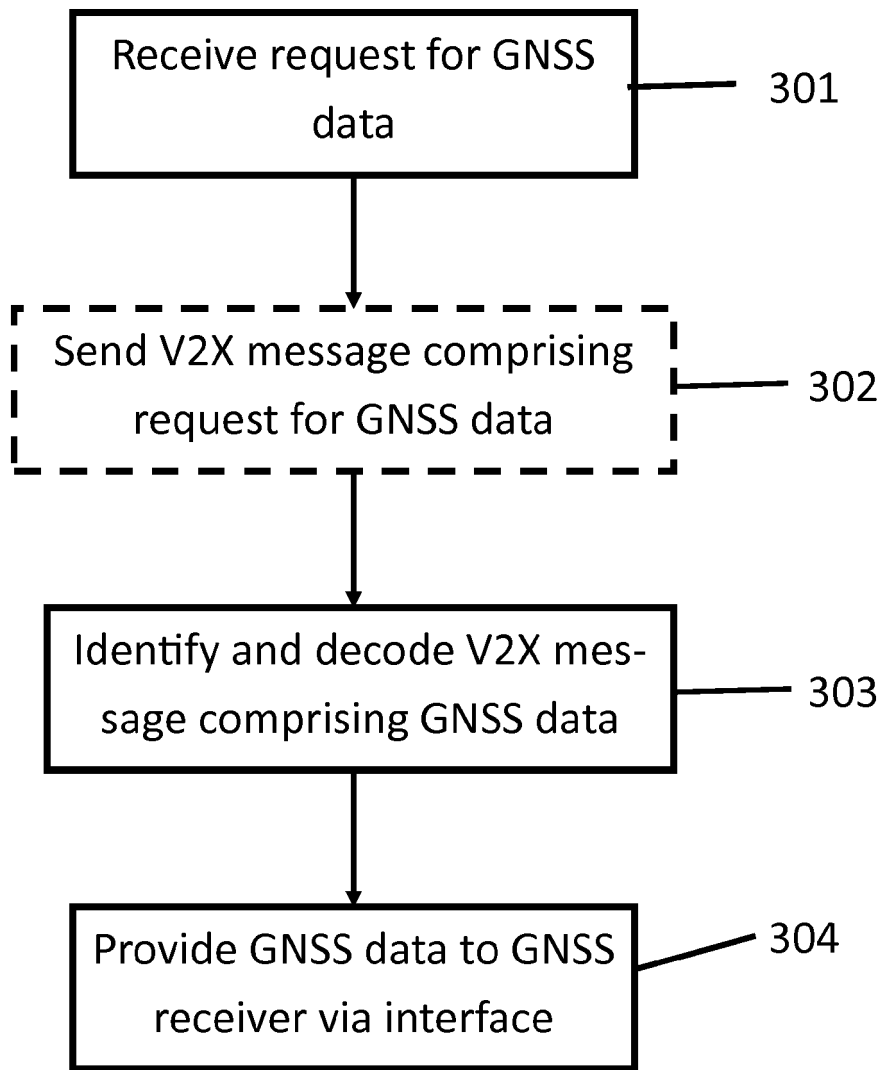 Receive request for GNSS
data
301
Send V2X message comprising
request for GNSS data
302
Identify and decode V2X mes-
sage comprising GNSS data
303
Provide GNSS data to GNSS
receiver via interface
304